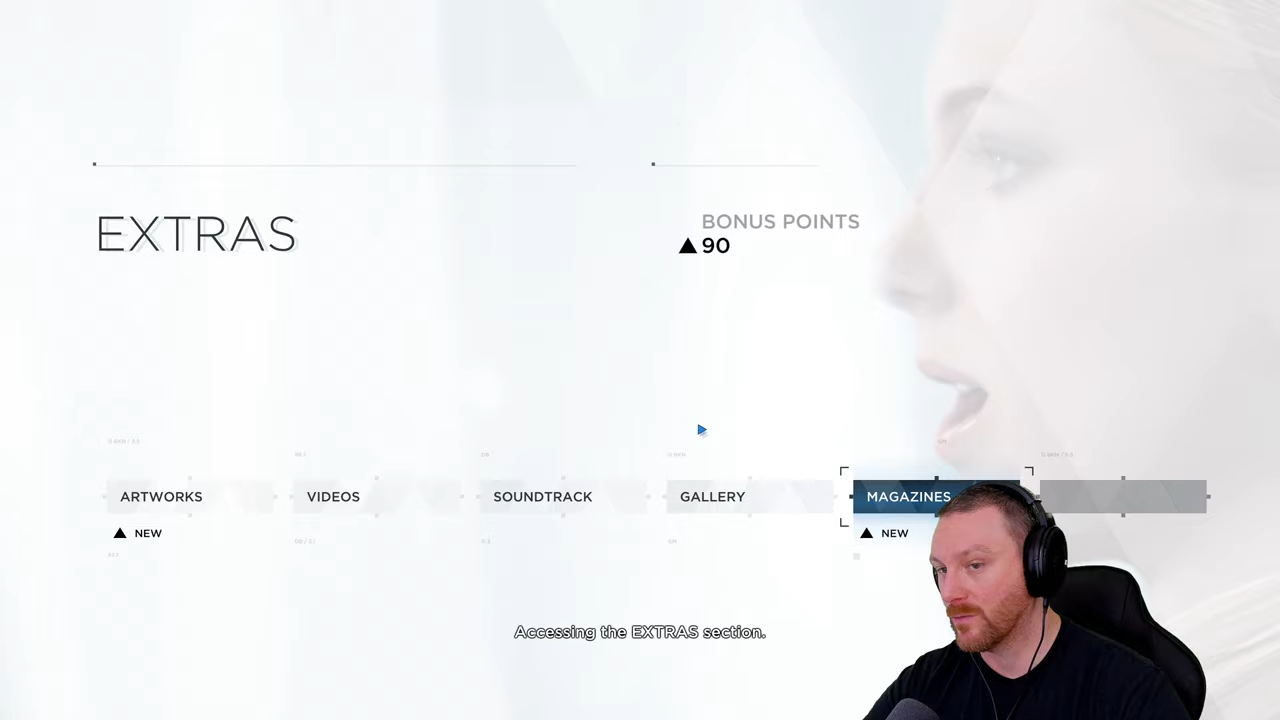 EXTRAS
BONUS POINTS
▲90
ARTWORKS
VIDEOS
SOUNDTRACK
GALLERY
MAGAZINES
▲ NEW
▲ NEW
Accessing the EXTRAS section.